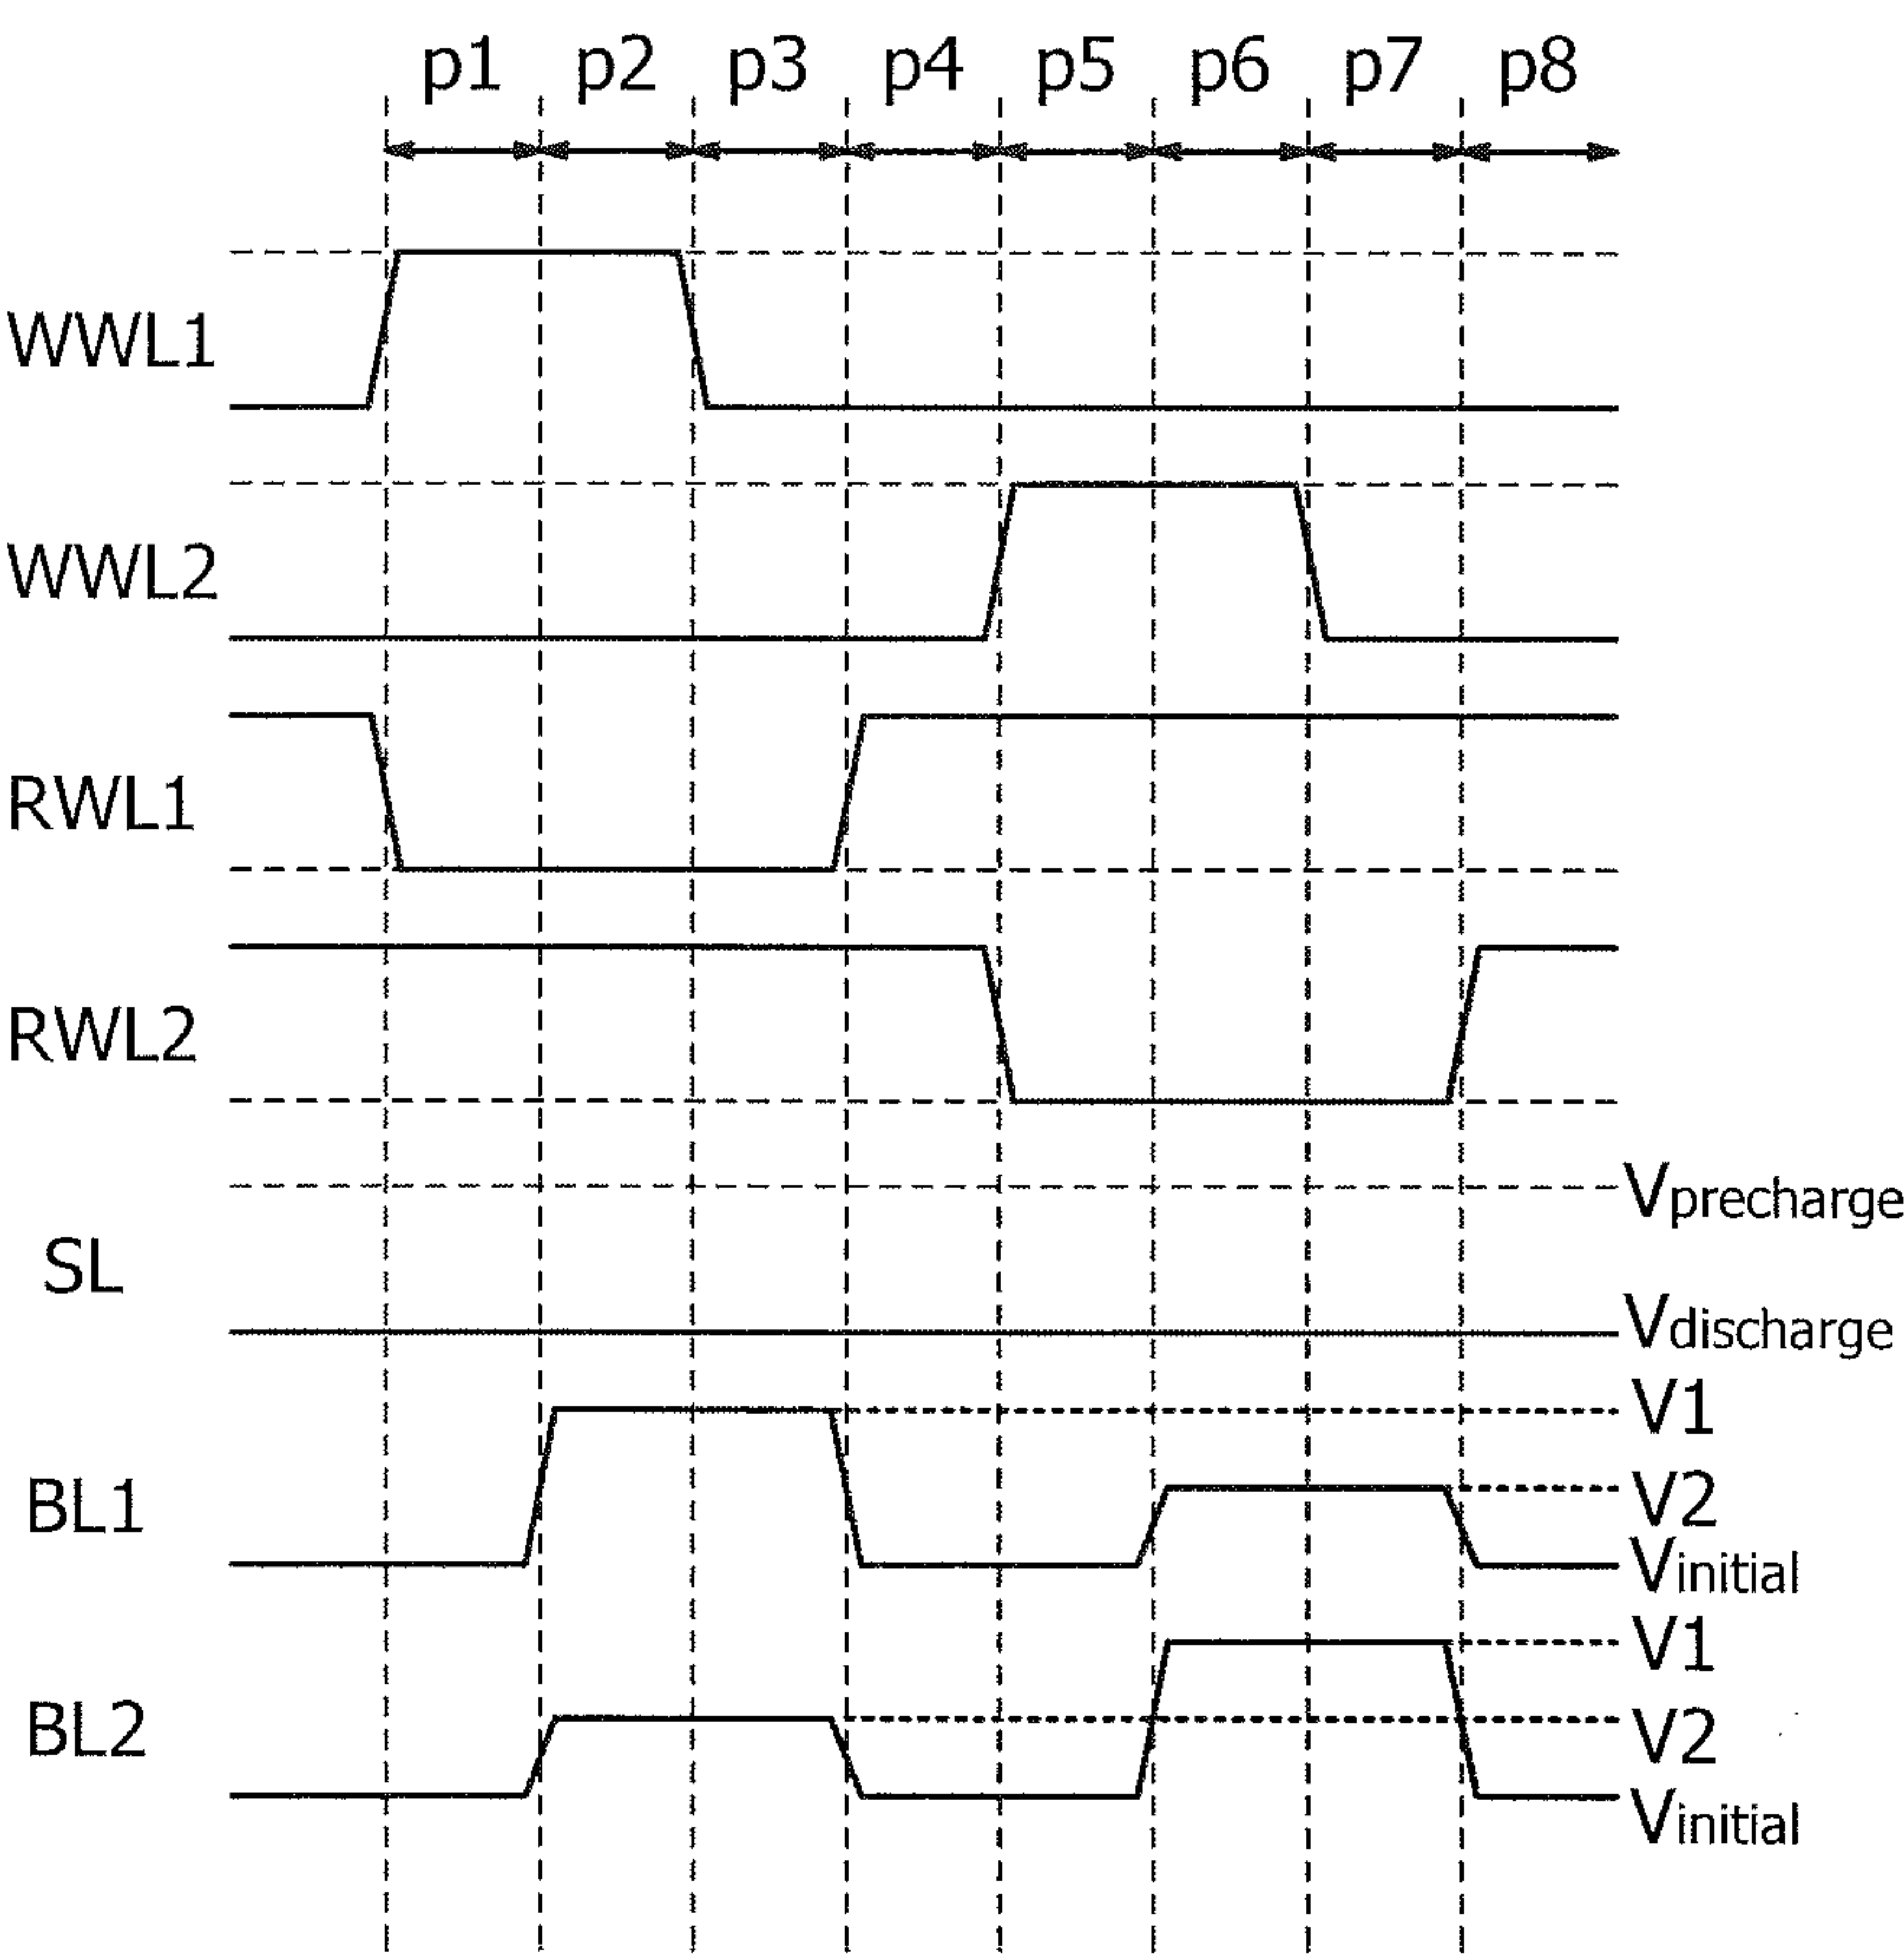 p1 p2 p3 p4 p5 p6 p7 p8
WWL1
WWL2
RWL1
RWL2
Vprecharge
SL
Vdischarge
V1
BL1 V2
Vinitial
V1
BL2 V2
Vinitial